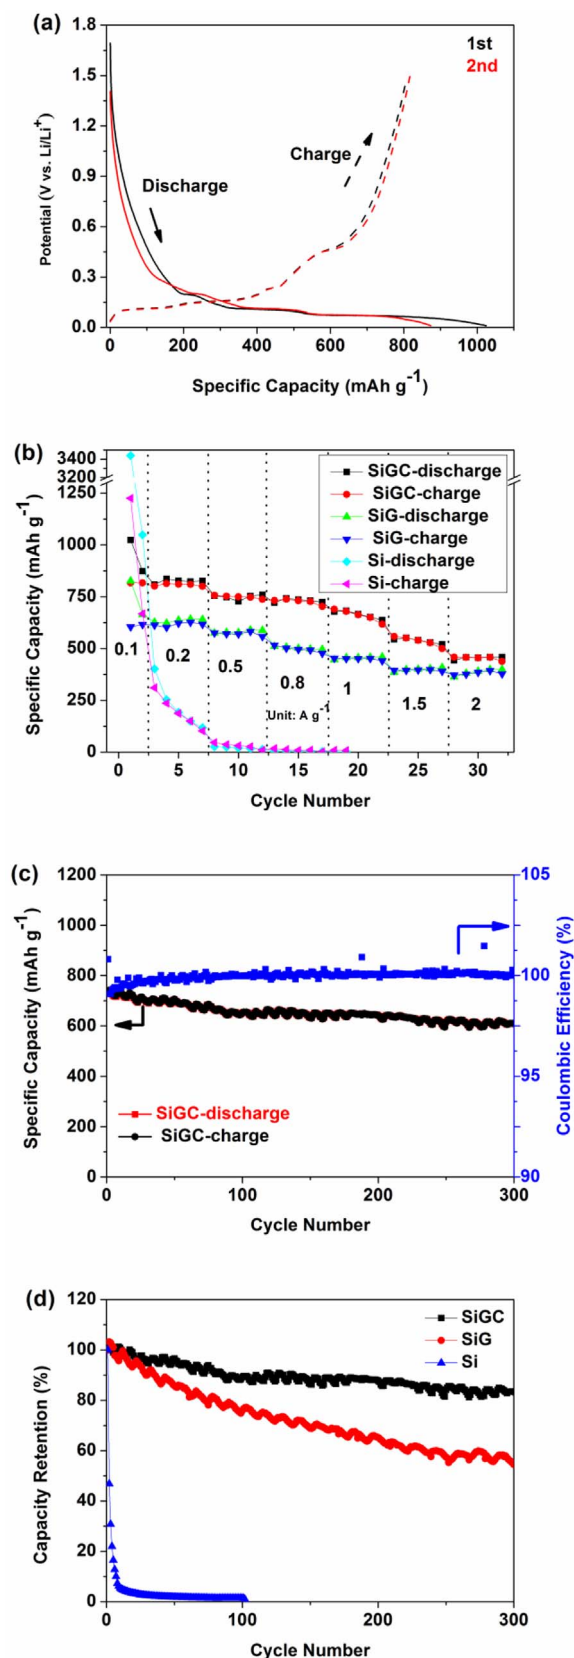 (a)
1.8
1st
2nd
1.5
1.2
Charge
0.9
Discharge
0.6
0.3
0.0
Potential (V vs. Li/Li⁺)
0 200 400 600 800 1000
Specific Capacity (mAh g⁻¹)
(b)
3400
3200
1250
1000
750
500
250
0
Specific Capacity (mAh g⁻¹)
SiGC-discharge
SiGC-charge
SiG-discharge
SiG-charge
Si-discharge
Si-charge
0.1 0.2 0.5 0.8 1 1.5 2
Unit: A g⁻¹
0 5 10 15 20 25 30
Cycle Number
(c)
1200
1000
800
600
400
200
0
Specific Capacity (mAh g⁻¹)
105
100
95
90
Coulombic Efficiency (%)
SiGC-discharge
SiGC-charge
0 100 200 300
Cycle Number
(d)
120
100
80
60
40
20
0
Capacity Retention (%)
SiGC
SiG
Si
0 100 200 300
Cycle Number